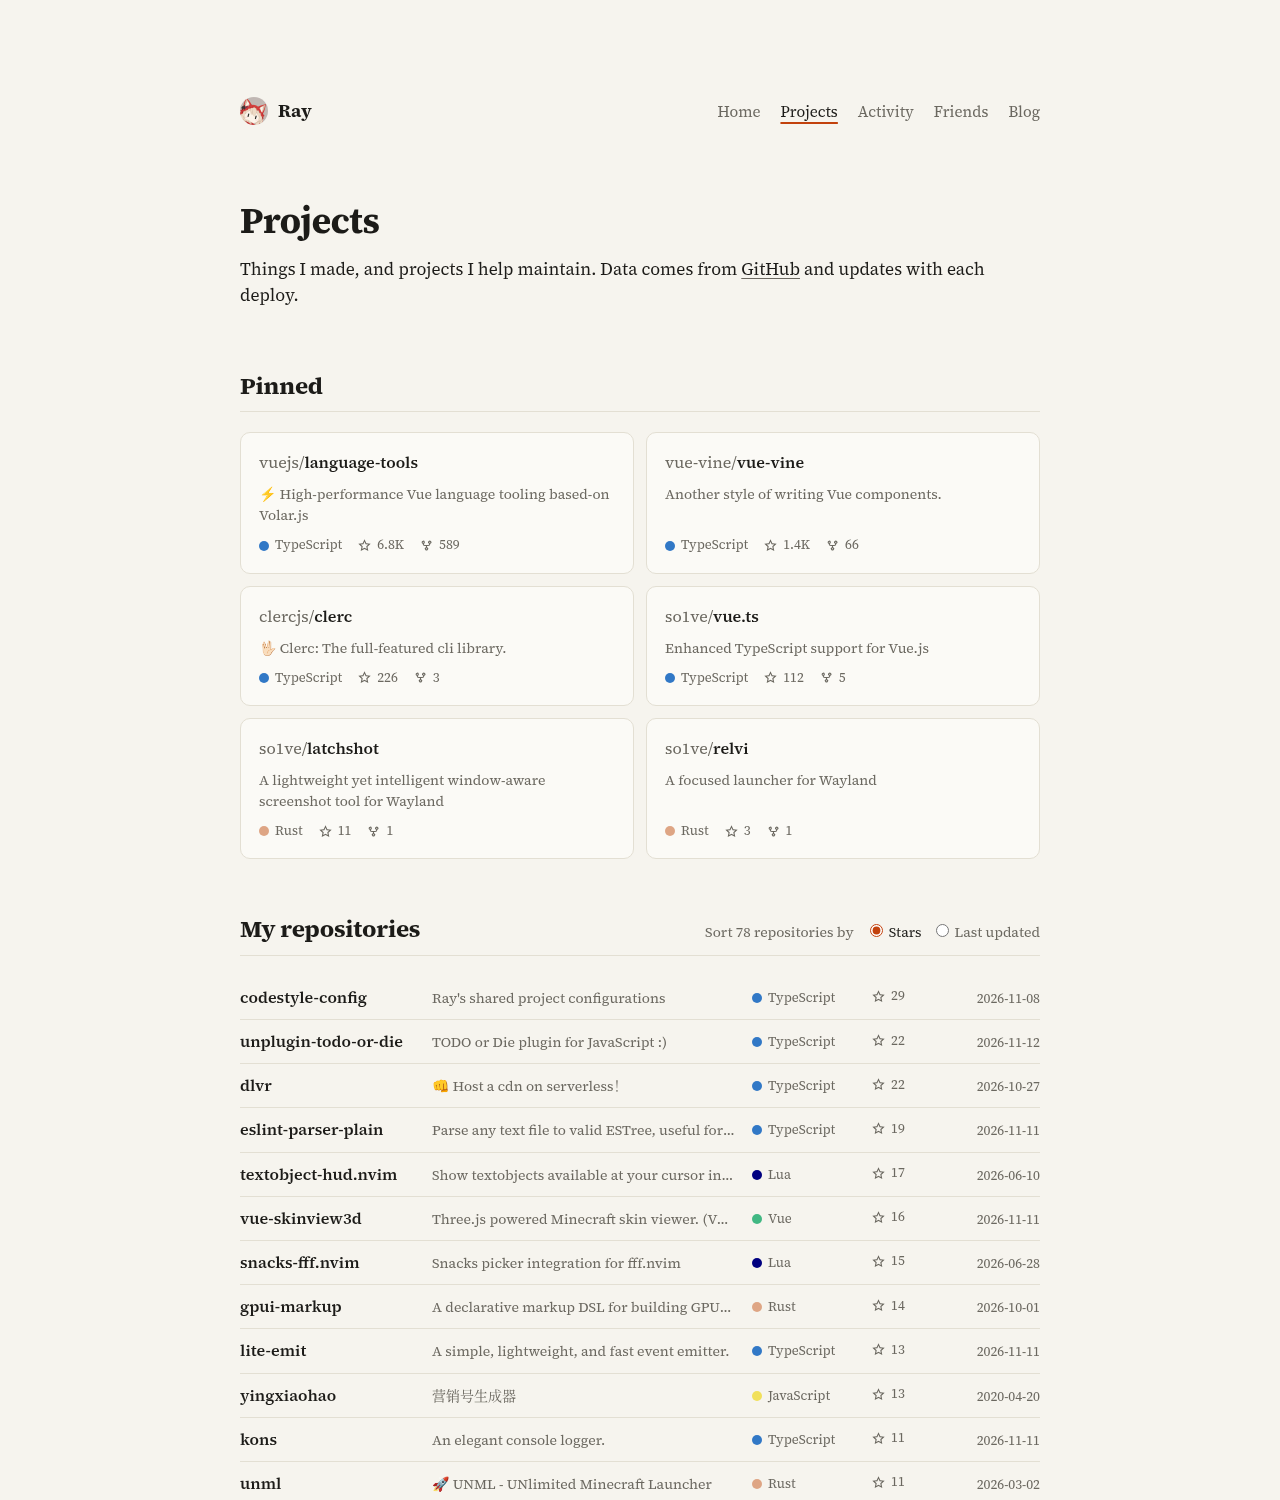 Ray
Home Projects Activity Friends Blog
Projects
Things I made, and projects I help maintain. Data comes from GitHub and updates with each
deploy.
Pinned
vuejs/language-tools
⚡ High-performance Vue language tooling based-on
Volar.js
TypeScript 6.8K 589
vue-vine/vue-vine
Another style of writing Vue components.
TypeScript 1.4K 66
clercjs/clerc
🖖🏻 Clerc: The full-featured cli library.
TypeScript 226 3
so1ve/vue.ts
Enhanced TypeScript support for Vue.js
TypeScript 112 5
so1ve/latchshot
A lightweight yet intelligent window-aware
screenshot tool for Wayland
Rust 11 1
so1ve/relvi
A focused launcher for Wayland
Rust 3 1
My repositories
Sort 78 repositories by Stars Last updated
codestyle-config Ray's shared project configurations TypeScript 29 2026-11-08
unplugin-todo-or-die TODO or Die plugin for JavaScript :) TypeScript 22 2026-11-12
dlvr 👊 Host a cdn on serverless！ TypeScript 22 2026-10-27
eslint-parser-plain Parse any text file to valid ESTree, useful for... TypeScript 19 2026-11-11
textobject-hud.nvim Show textobjects available at your cursor in... Lua 17 2026-06-10
vue-skinview3d Three.js powered Minecraft skin viewer. (V... Vue 16 2026-11-11
snacks-fff.nvim Snacks picker integration for fff.nvim Lua 15 2026-06-28
gpui-markup A declarative markup DSL for building GPU... Rust 14 2026-10-01
lite-emit A simple, lightweight, and fast event emitter. TypeScript 13 2026-11-11
yingxiaohao 营销号生成器 JavaScript 13 2020-04-20
kons An elegant console logger. TypeScript 11 2026-11-11
unml 🚀 UNML - UNlimited Minecraft Launcher Rust 11 2026-03-02